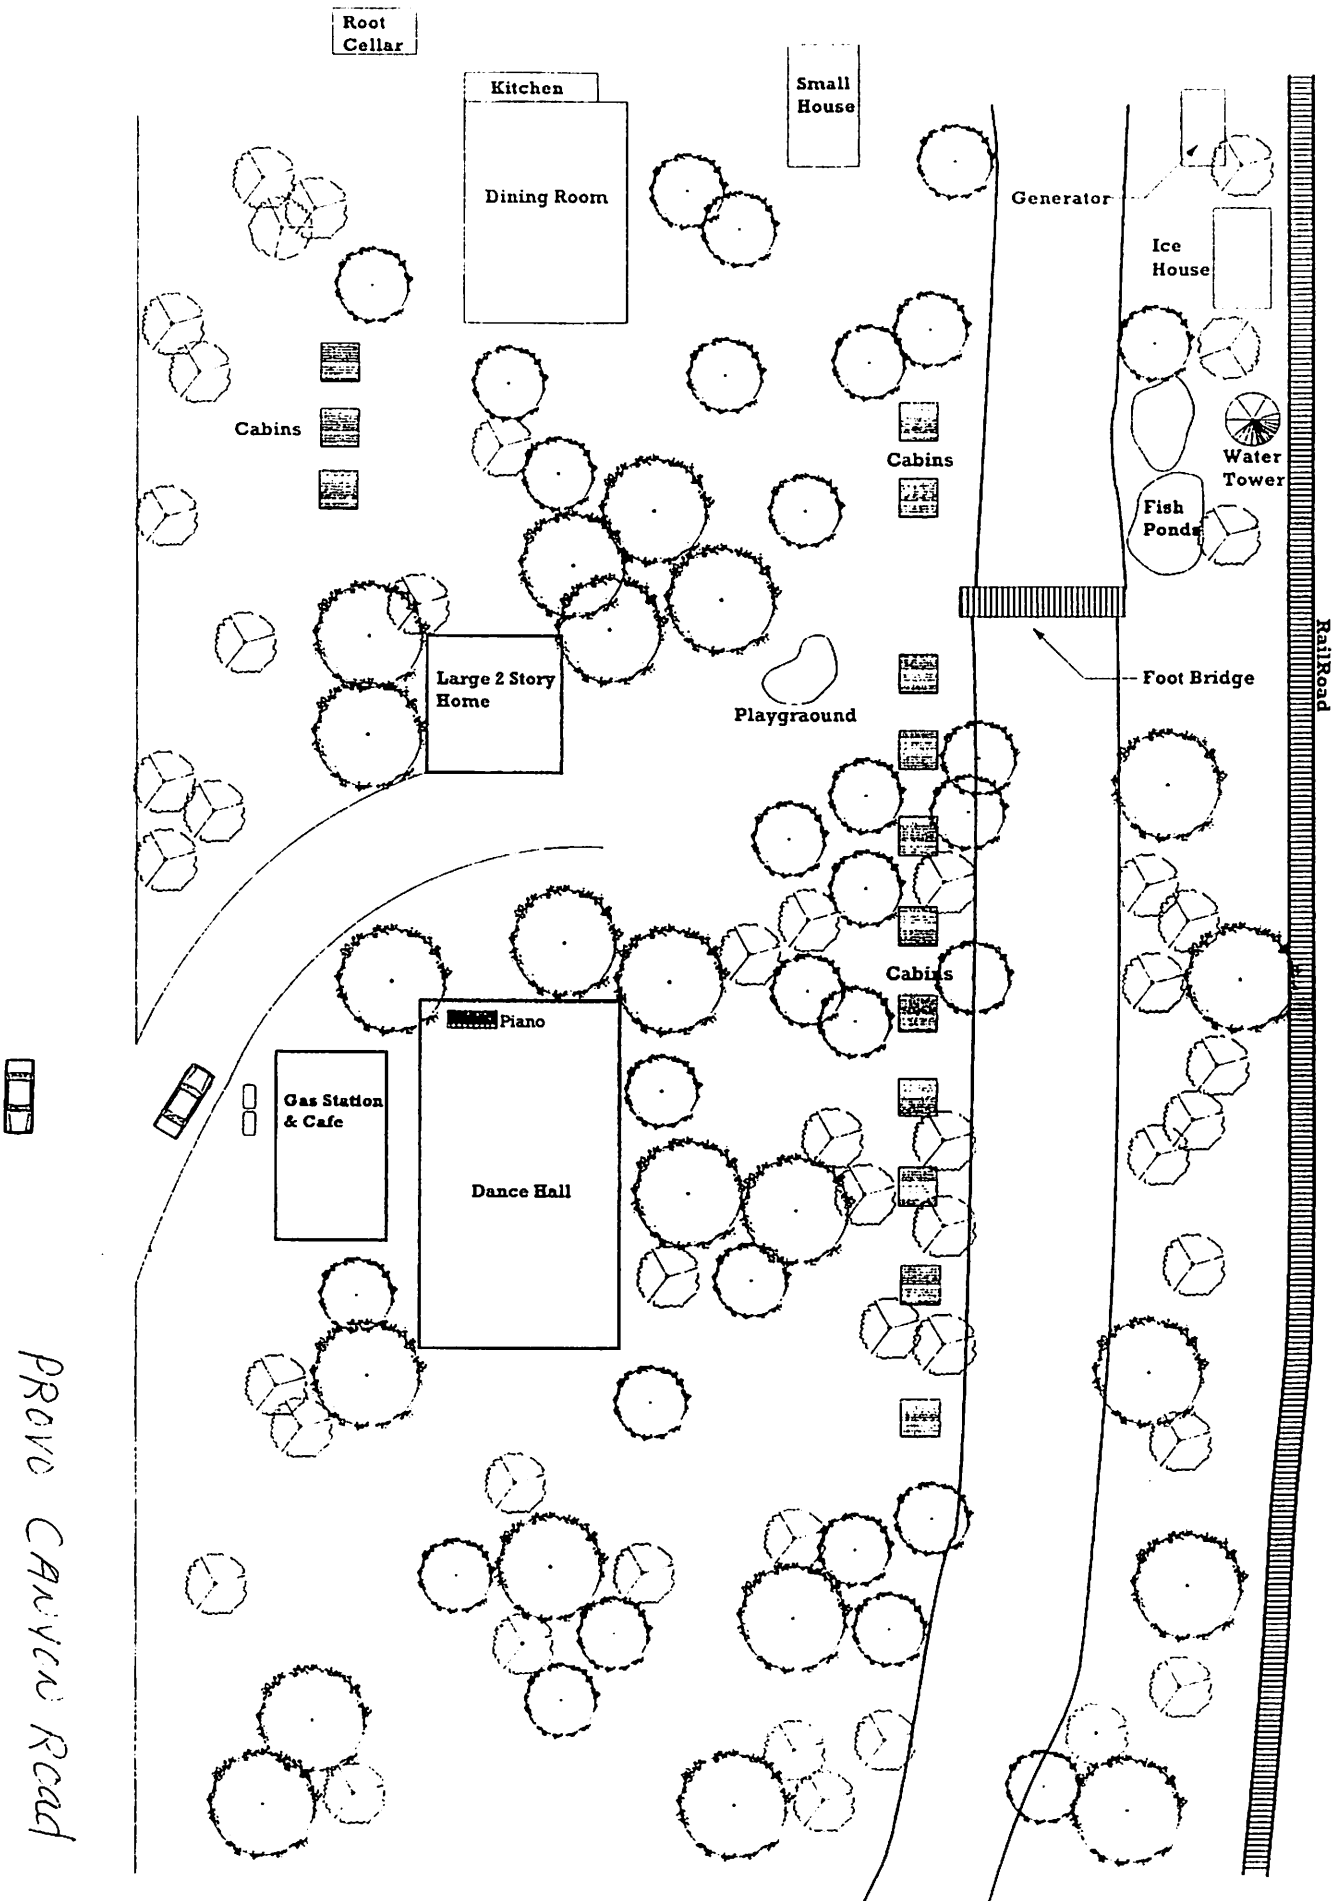 Root
Cellar
Kitchen
Small
House
Dining Room
Generator
Ice
House
Cabins
Cabins
Water
Tower
Fish
Ponds
RailRoad
Large 2 Story
Home
Foot Bridge
Playgraound
Cabins
Piano
Gas Station
& Cafe
Dance Hall
PROVO CANYON ROAD